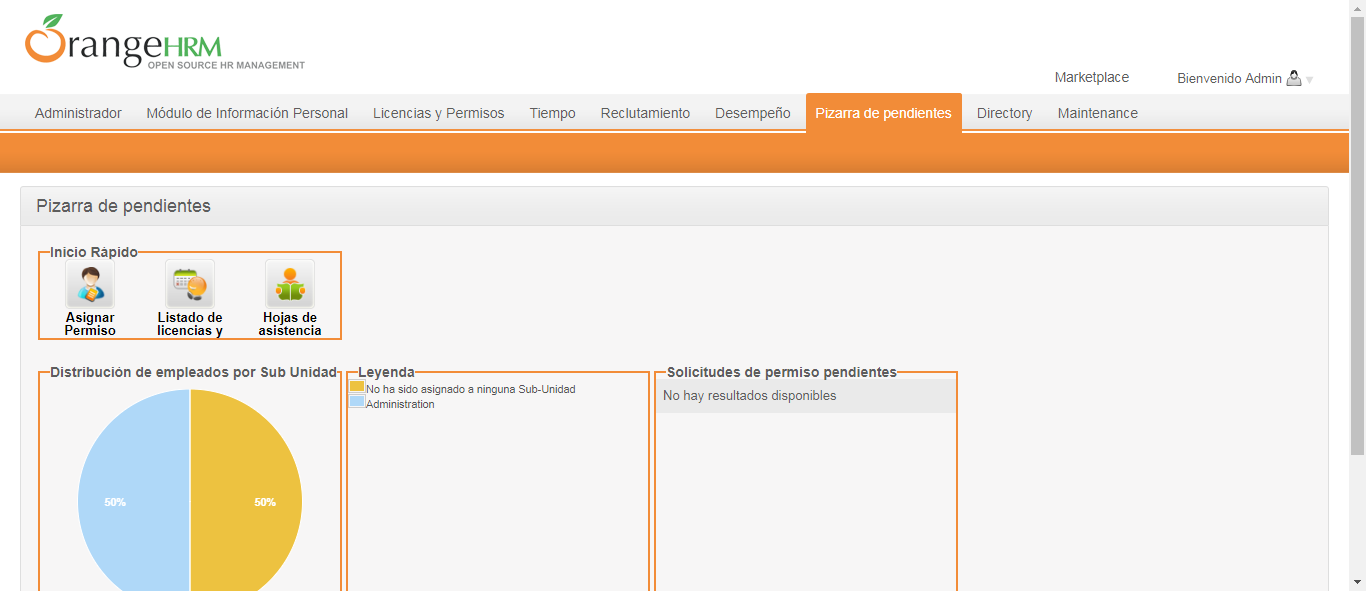 OrangeHRM
OPEN SOURCE HR MANAGEMENT
Marketplace
Bienvenido Admin
Administrador
Módulo de Información Personal
Licencias y Permisos
Tiempo
Reclutamiento
Desempeño
Pizarra de pendientes
Directory
Maintenance
Pizarra de pendientes
Inicio Rápido
Asignar
Permiso
Listado de
licencias y
Hojas de
asistencia
Distribución de empleados por Sub Unidad
50%
50%
Leyenda
No ha sido asignado a ninguna Sub-Unidad
Administration
Solicitudes de permiso pendientes
No hay resultados disponibles